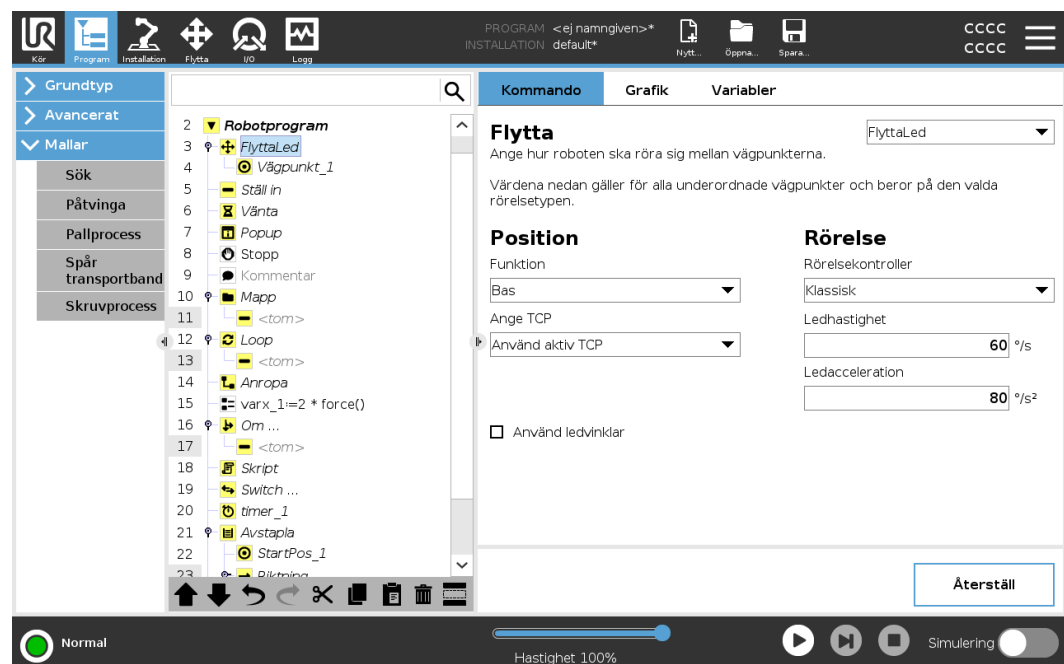 PROGRAM <ej namngiven>*
INSTALLATION default*
Kör
Program
Installation
Flytta
I/O
Logg
Nytt...
Öppna...
Spara...
cccc
cccc
Grundtyp
Avancerat
Mallar
Sök
Påtvinga
Pallprocess
Spår
transportband
Skruvprocess
2 Robotprogram
3 FlyttaLed
4 Vägpunkt_1
5 Ställ in
6 Vänta
7 Popup
8 Stopp
9 Kommentar
10 Mapp
11 <tom>
12 Loop
13 <tom>
14 Anropa
15 varx_1:=2 * force()
16 Om ...
17 <tom>
18 Skript
19 Switch ...
20 timer_1
21 Avstapla
22 StartPos_1
23 Riktning
Kommando
Grafik
Variabler
Flytta
FlyttaLed
Ange hur roboten ska röra sig mellan vägpunkterna.
Värdena nedan gäller för alla underordnade vägpunkter och beror på den valda
rörelsetypen.
Position
Funktion
Bas
Ange TCP
Använd aktiv TCP
Använd ledvinklar
Rörelse
Rörelsekontroller
Klassisk
Ledhastighet
60 °/s
Ledacceleration
80 °/s²
Återställ
Normal
Hastighet 100%
Simulering